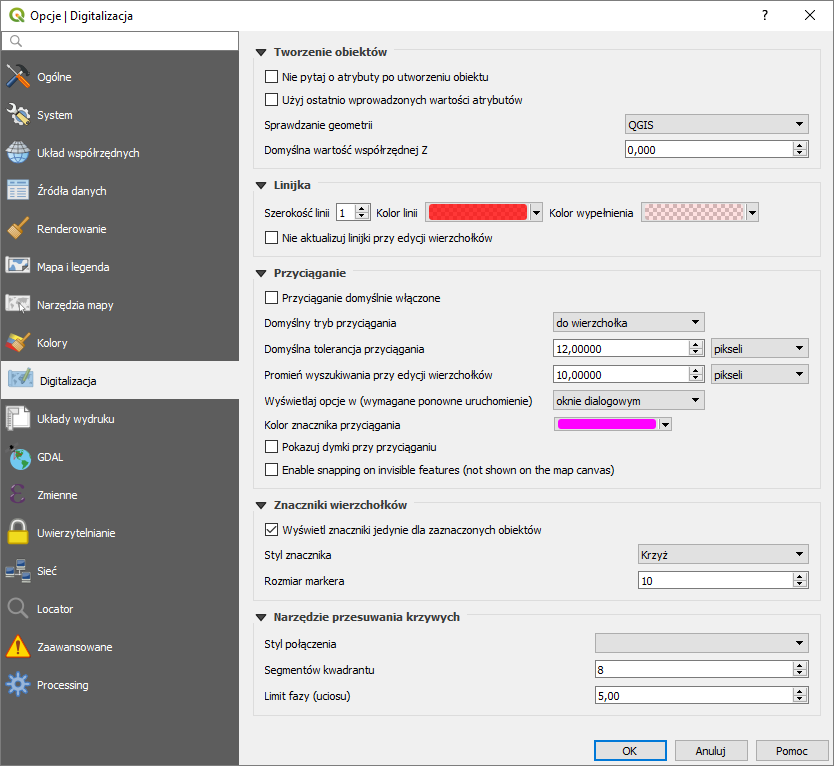 Opcje | Digitalizacja
?
Ogólne
System
Układ współrzędnych
Źródła danych
Renderowanie
Mapa i legenda
Narzędzia mapy
Kolory
Digitalizacja
Układy wydruku
GDAL
Zmienne
Uwierzytelnianie
Sieć
Locator
Zaawansowane
Processing
Tworzenie obiektów
Nie pytaj o atrybuty po utworzeniu obiektu
Użyj ostatnio wprowadzonych wartości atrybutów
Sprawdzanie geometrii QGIS
Domyślna wartość współrzędnej Z 0,000
Linijka
Szerokość linii 1 Kolor linii Kolor wypełnienia
Nie aktualizuj linijki przy edycji wierzchołków
Przyciąganie
Przyciąganie domyślnie włączone
Domyślny tryb przyciągania do wierzchołka
Domyślna tolerancja przyciągania 12,00000 pikseli
Promień wyszukiwania przy edycji wierzchołków 10,00000 pikseli
Wyświetlaj opcje w (wymagane ponowne uruchomienie) oknie dialogowym
Kolor znacznika przyciągania
Pokazuj dymki przy przyciąganiu
Enable snapping on invisible features (not shown on the map canvas)
Znaczniki wierzchołków
Wyświetl znaczniki jedynie dla zaznaczonych obiektów
Styl znacznika Krzyż
Rozmiar markera 10
Narzędzie przesuwania krzywych
Styl połączenia
Segmentów kwadrantu 8
Limit fazy (uciosu) 5,00
OK Anuluj Pomoc